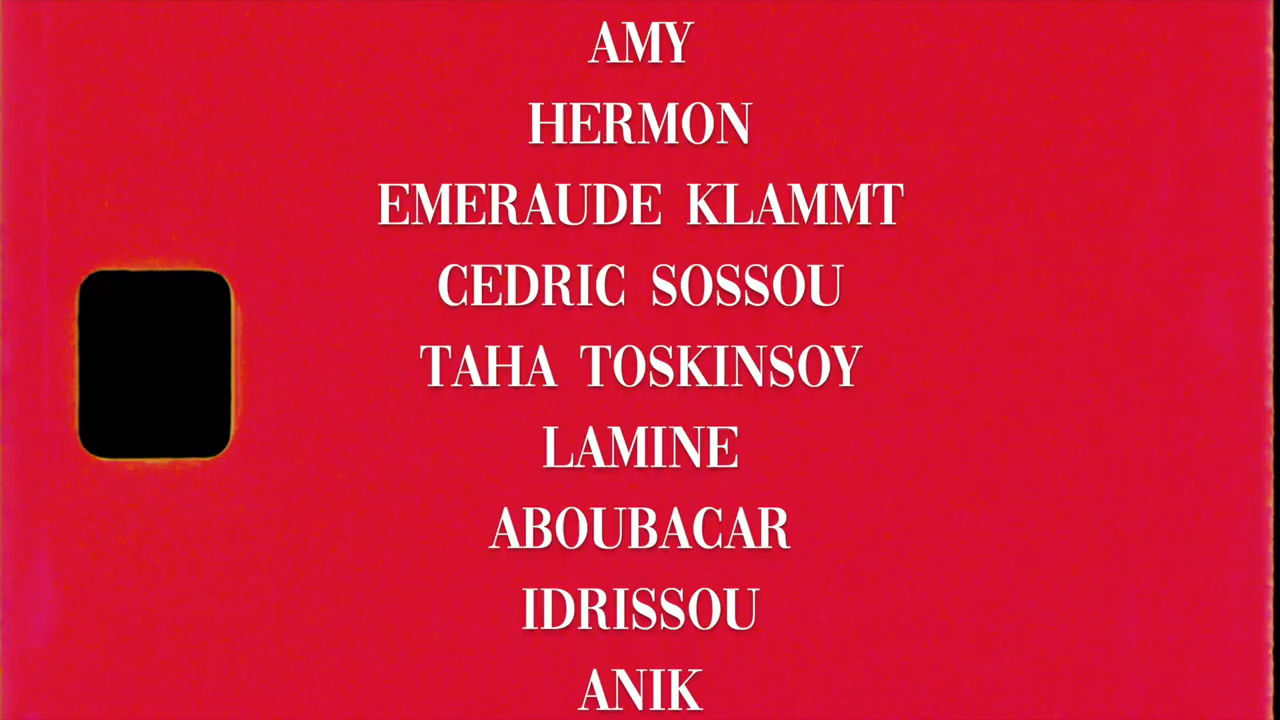 AMY
HERMON
EMERAUDE KLAMMT
CEDRIC SOSSOU
TAHA TOSKINSOY
LAMINE
ABOUBACAR
IDRISSOU
ANIK